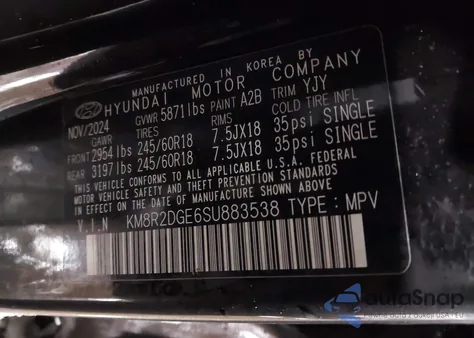 MANUFACTURED IN KOREA BY
HYUNDAI MOTOR COMPANY
NOV/2024 GVWR 5871lbs PAINT A2B TRIM YJY
GAWR TIRES RIMS COLD TIRE INFL
FRONT 2954lbs 245/60R18 7.5JX18 35psi SINGLE
REAR 3197lbs 245/60R18 7.5JX18 35psi SINGLE
THIS VEHICLE CONFORMS TO ALL APPLICABLE U.S.A. FEDERAL
MOTOR VEHICLE SAFETY AND THEFT PREVENTION STANDARDS IN
EFFECT ON THE DATE OF MANUFACTURE SHOWN ABOVE.
V.I.N KM8R2DGE6SU883538 TYPE : MPV
AuraSnap